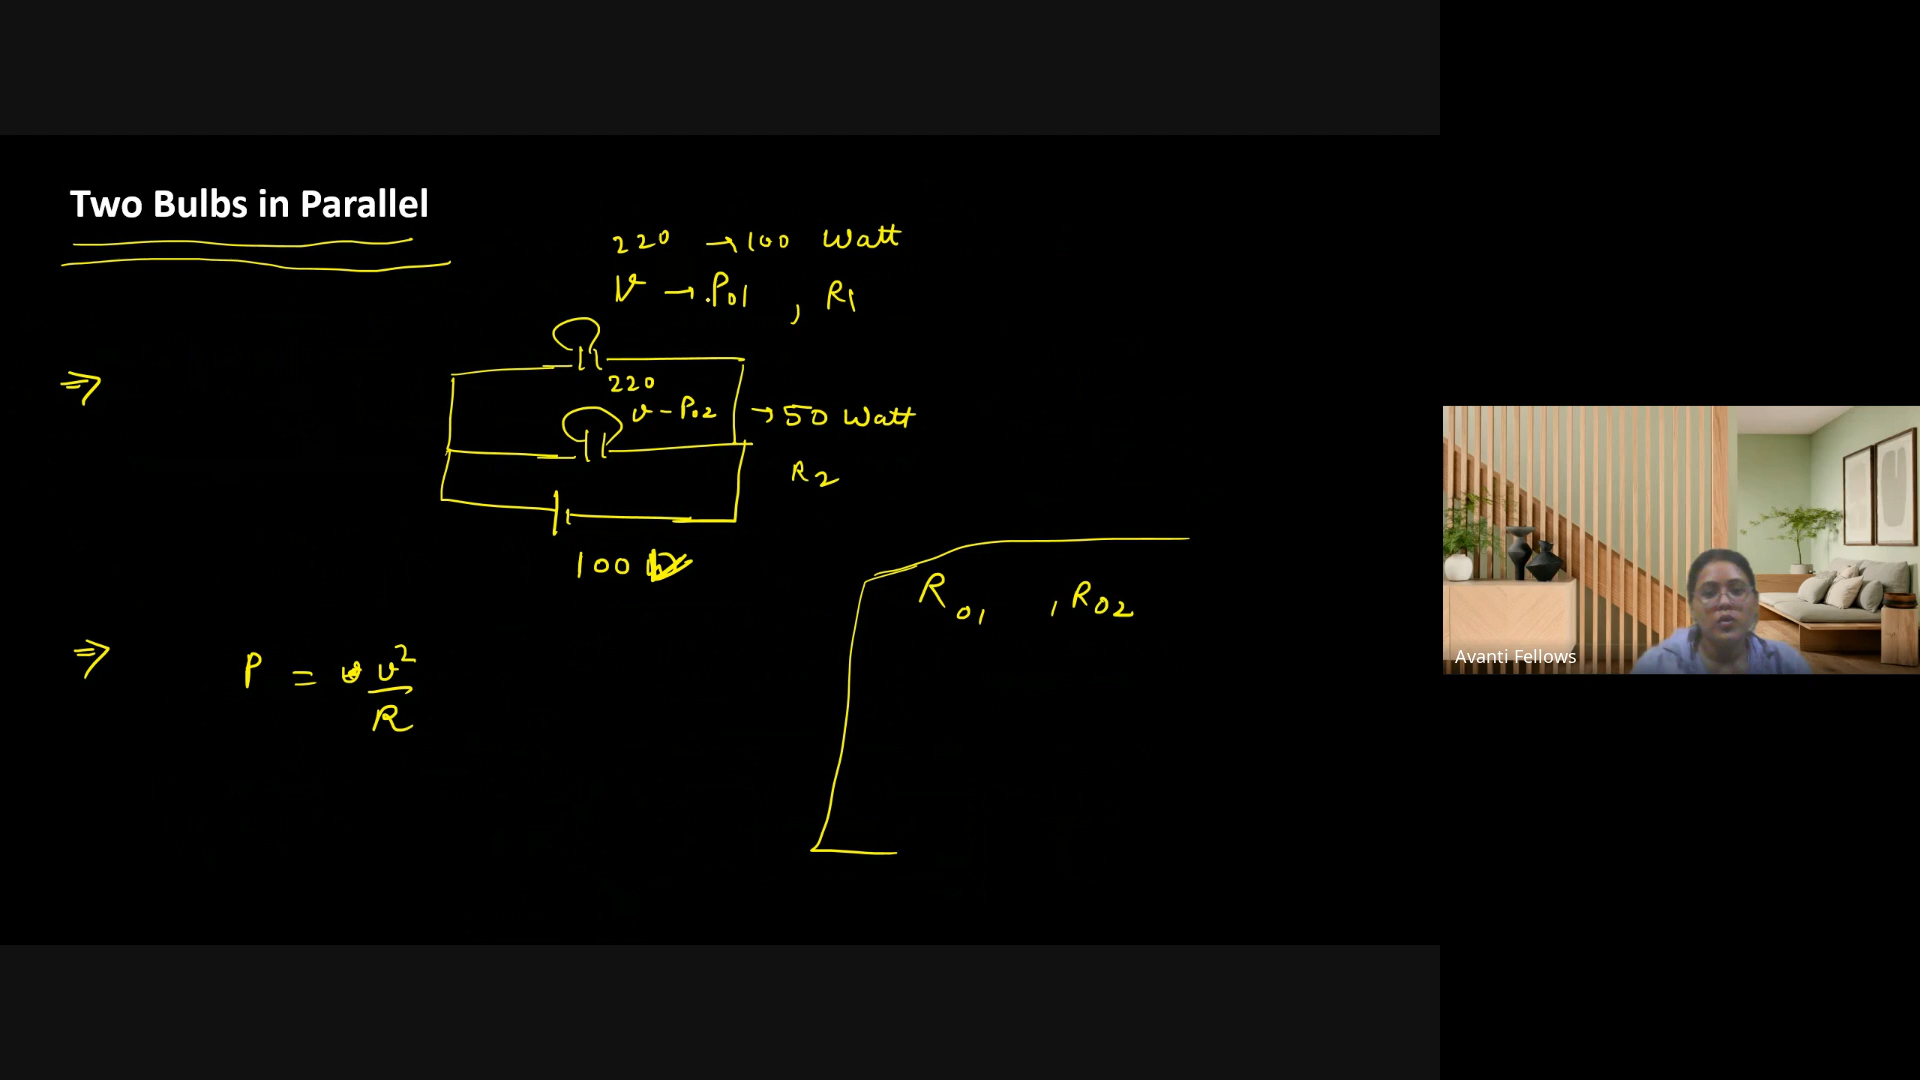 Two Bulbs in Parallel
220 → 100 Watt
V → P01 , R1
220
v - P02 → 50 Watt
R2
100
R01 , R02
⇒ P = v²/R
Avanti Fellows